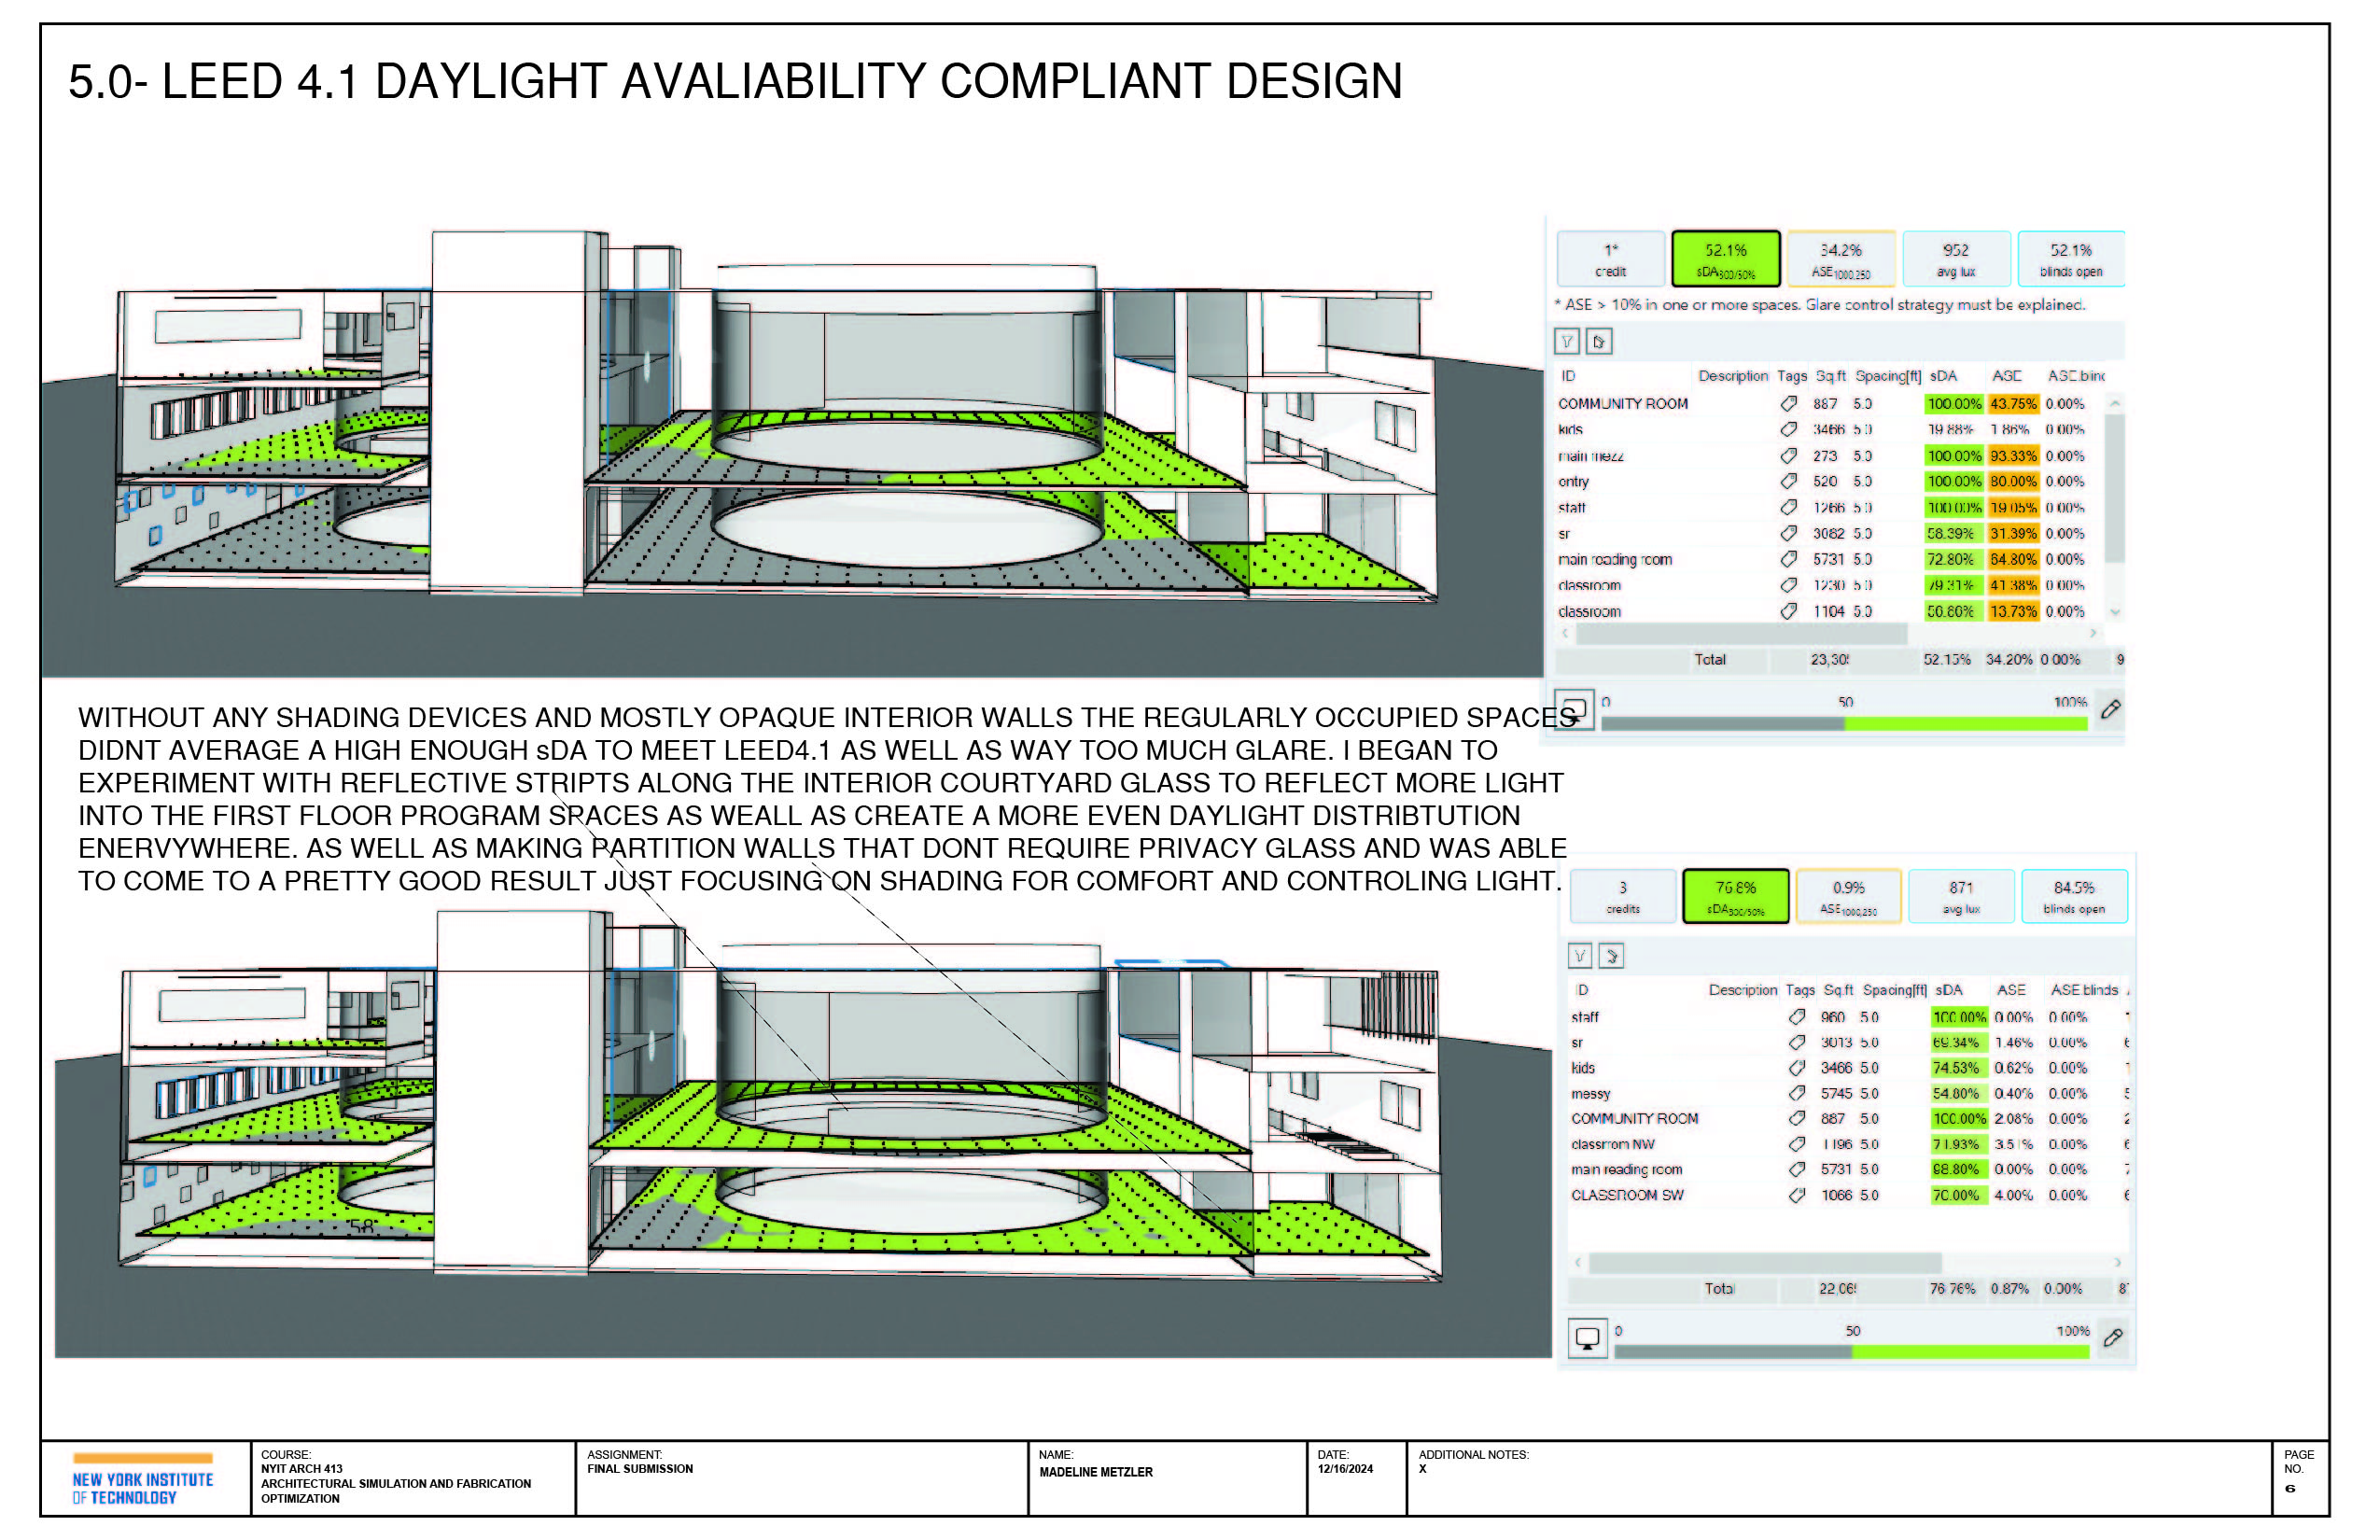 5.0- LEED 4.1 DAYLIGHT AVALIABILITY COMPLIANT DESIGN
1* 52.1% 34.2% 952 52.1%
credit sDA300/50% ASE1000,250 avg lux blinds open
* ASE > 10% in one or more spaces. Glare control strategy must be explained.
ID Description Tags Sq.ft Spacing[ft] sDA ASE ASE:blinc
COMMUNITY ROOM 887 5.0 100.00% 43.75% 0.00%
kids 3466 5.0 19.88% 1.86% 0.00%
main mezz 273 5.0 100.00% 93.33% 0.00%
entry 520 5.0 100.00% 80.00% 0.00%
staff 1266 5.0 100.00% 19.05% 0.00%
sr 3082 5.0 58.39% 31.39% 0.00%
main reading room 5731 5.0 72.80% 64.80% 0.00%
classroom 1230 5.0 79.31% 41.38% 0.00%
classroom 1104 5.0 13.73% 0.00%
Total 23,30 52.15% 34.20% 0.00% 9
0 50 100%
WITHOUT ANY SHADING DEVICES AND MOSTLY OPAQUE INTERIOR WALLS THE REGULARLY OCCUPIED SPACES
DIDNT AVERAGE A HIGH ENOUGH sDA TO MEET LEED4.1 AS WELL AS WAY TOO MUCH GLARE. I BEGAN TO
EXPERIMENT WITH REFLECTIVE STRIPTS ALONG THE INTERIOR COURTYARD GLASS TO REFLECT MORE LIGHT
INTO THE FIRST FLOOR PROGRAM SPACES AS WEALL AS CREATE A MORE EVEN DAYLIGHT DISTRIBTUTION
ENERVYWHERE. AS WELL AS MAKING PARTITION WALLS THAT DONT REQUIRE PRIVACY GLASS AND WAS ABLE
TO COME TO A PRETTY GOOD RESULT JUST FOCUSING ON SHADING FOR COMFORT AND CONTROLING LIGHT.
3 76.8% 0.9% 871 84.5%
credits sDA300/50% ASE1000,250 avg lux blinds open
ID Description Tags Sq.ft Spacing[ft] sDA ASE ASE:blinds
staff 960 5.0 100.00% 0.00% 0.00%
sr 3013 5.0 69.34% 1.46% 0.00%
kids 3466 5.0 74.53% 0.62% 0.00%
messy 5745 5.0 54.80% 0.40% 0.00%
COMMUNITY ROOM 887 5.0 100.00% 2.08% 0.00%
classrrom NW 1196 5.0 71.93% 3.51% 0.00%
main reading room 5731 5.0 98.80% 0.00% 0.00%
CLASSROOM SW 1066 5.0 70.00% 4.00% 0.00%
Total 22,06 76.76% 0.87% 0.00% 8
0 50 100%
NEW YORK INSTITUTE
OF TECHNOLOGY
COURSE:
NYIT ARCH 413
ARCHITECTURAL SIMULATION AND FABRICATION
OPTIMIZATION
ASSIGNMENT:
FINAL SUBMISSION
NAME:
MADELINE METZLER
DATE:
12/16/2024
ADDITIONAL NOTES:
X
PAGE
NO.
6